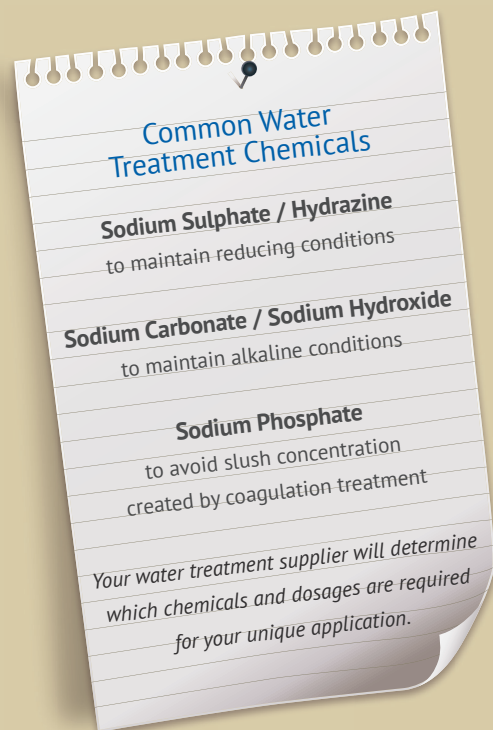 Common Water
Treatment Chemicals
Sodium Sulphate / Hydrazine
to maintain reducing conditions
Sodium Carbonate / Sodium Hydroxide
to maintain alkaline conditions
Sodium Phosphate
to avoid slush concentration
created by coagulation treatment
Your water treatment supplier will determine
which chemicals and dosages are required
for your unique application.